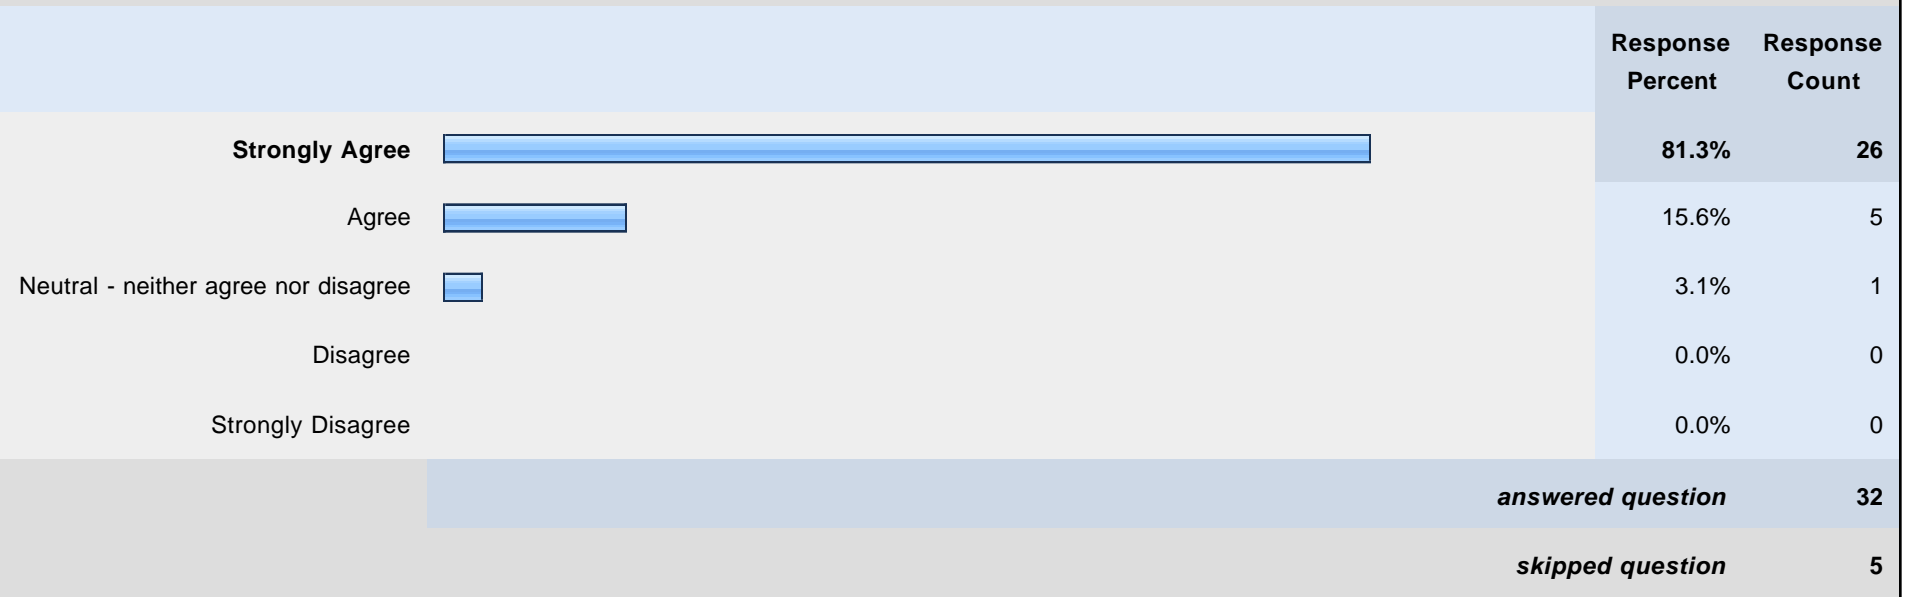 Response Percent
Response Count
Strongly Agree 81.3% 26
Agree 15.6% 5
Neutral - neither agree nor disagree 3.1% 1
Disagree 0.0% 0
Strongly Disagree 0.0% 0
answered question 32
skipped question 5